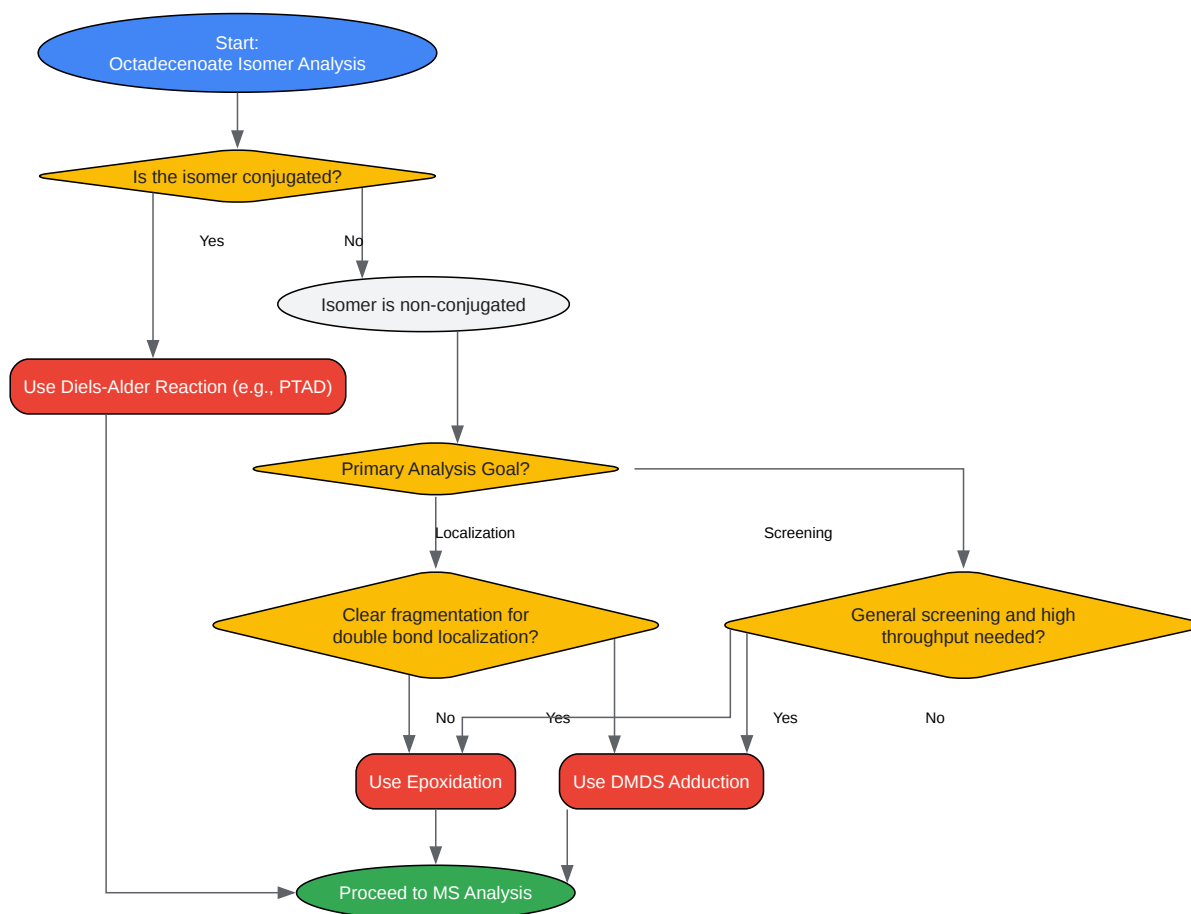 Start:
Octadecenoate Isomer Analysis
Is the isomer conjugated?
Yes
No
Isomer is non-conjugated
Use Diels-Alder Reaction (e.g., PTAD)
Primary Analysis Goal?
Localization
Screening
Clear fragmentation for
double bond localization?
General screening and high
throughput needed?
No
Yes
Yes
No
Use Epoxidation
Use DMDS Adduction
Proceed to MS Analysis